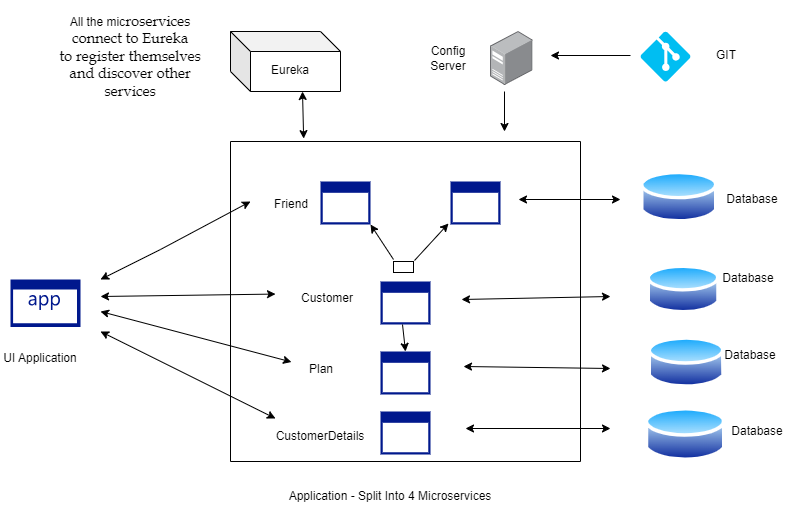 All the microservices
connect to Eureka
to register themselves
and discover other
services
Eureka
Config
Server
GIT
Friend
Database
Customer
Database
app
UI Application
Plan
Database
CustomerDetails
Database
Application - Split Into 4 Microservices